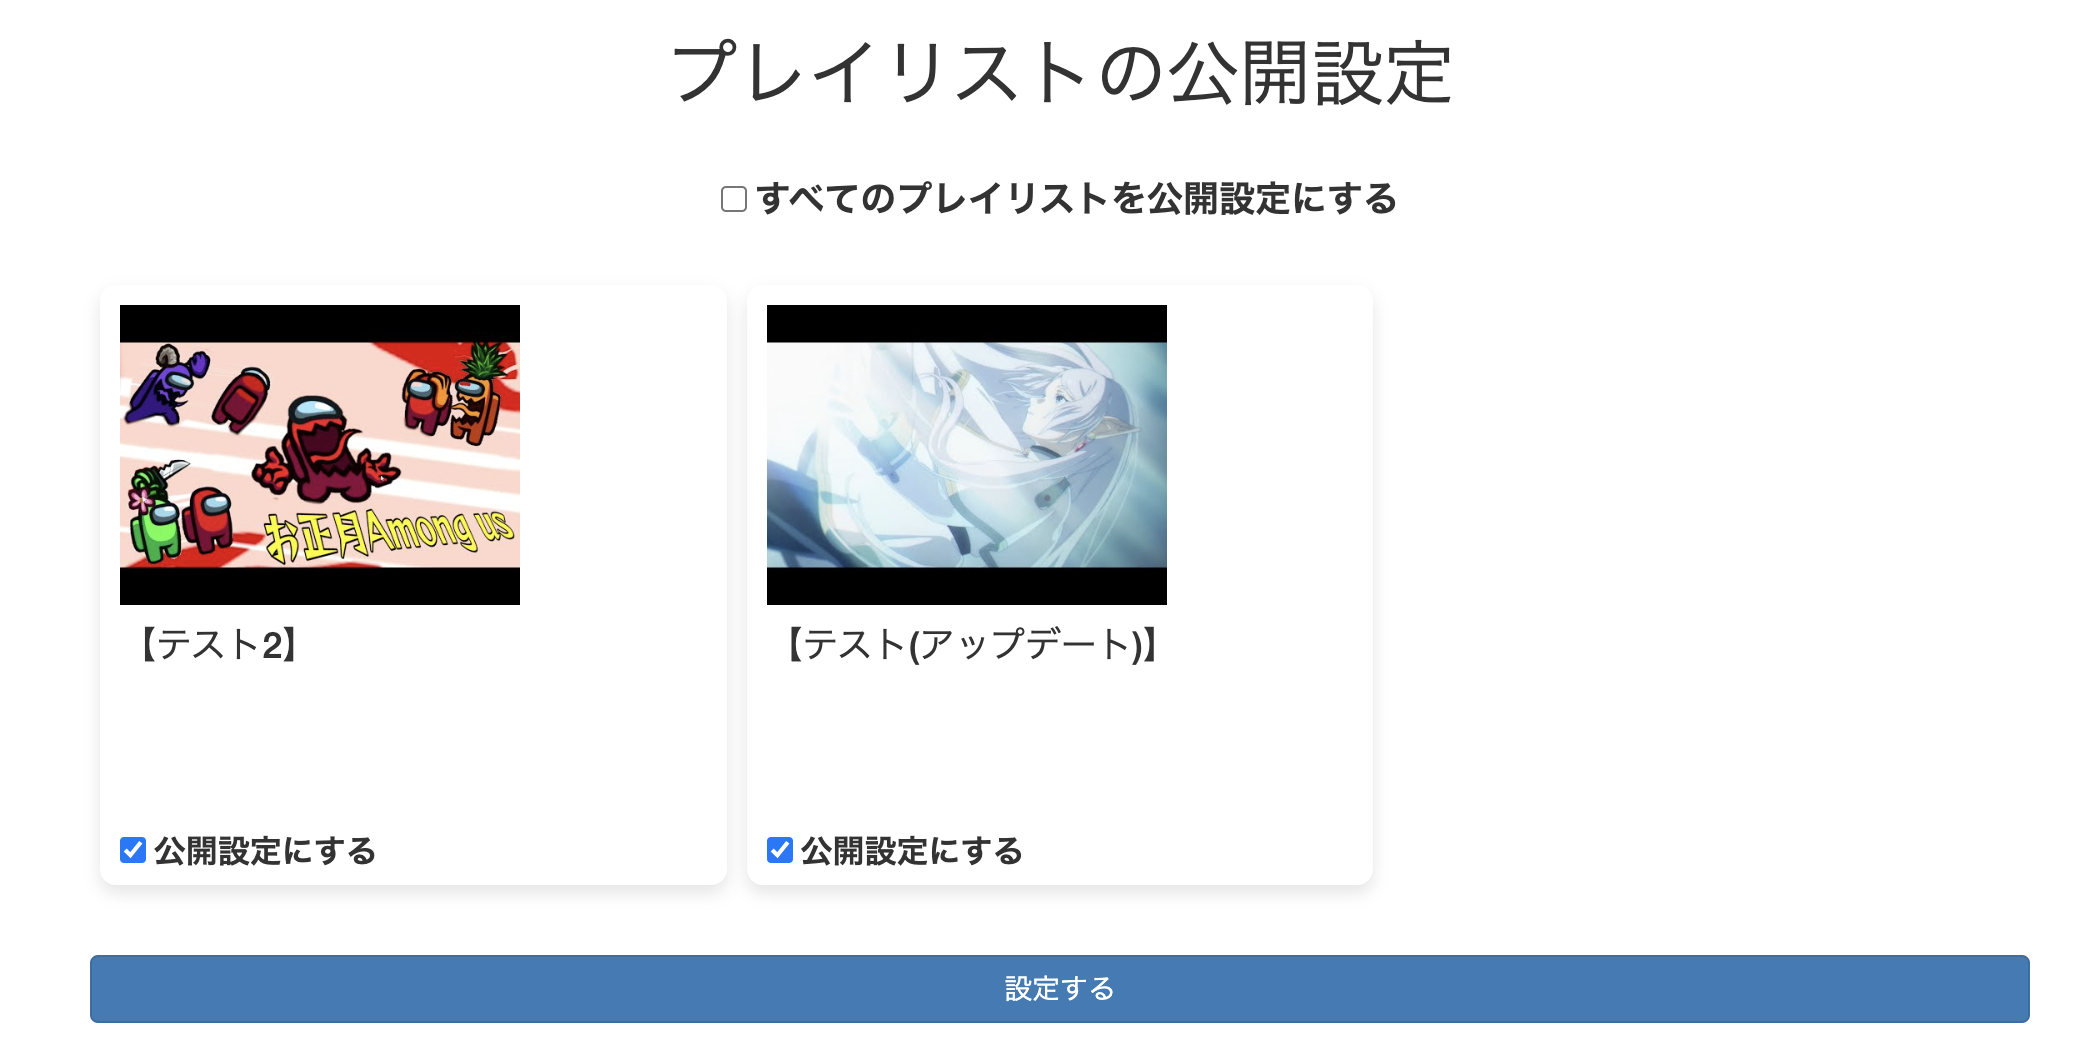 プレイリストの公開設定
すべてのプレイリストを公開設定にする
お正月Among us
【テスト2】
【テスト(アップデート)】
公開設定にする
公開設定にする
設定する